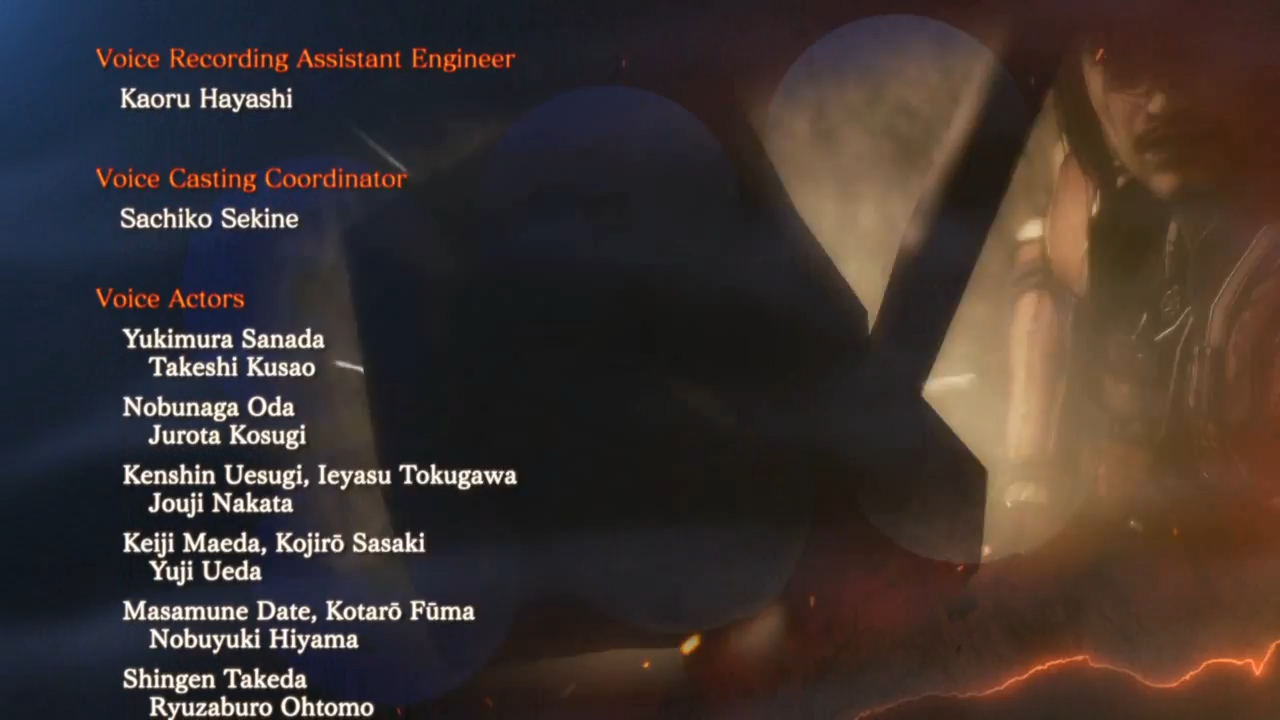 Voice Recording Assistant Engineer
Kaoru Hayashi
Voice Casting Coordinator
Sachiko Sekine
Voice Actors
Yukimura Sanada
Takeshi Kusao
Nobunaga Oda
Jurota Kosugi
Kenshin Uesugi, Ieyasu Tokugawa
Jouji Nakata
Keiji Maeda, Kojirō Sasaki
Yuji Ueda
Masamune Date, Kotarō Fūma
Nobuyuki Hiyama
Shingen Takeda
Ryuzaburo Ohtomo